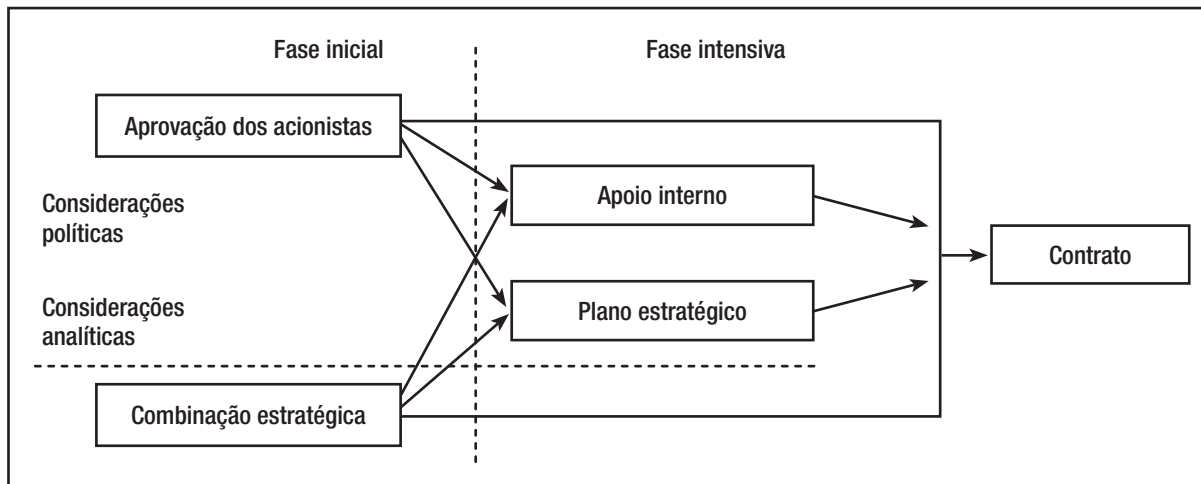 Fase inicial
Fase intensiva
Aprovação dos acionistas
Considerações
políticas
Apoio interno
Contrato
Considerações
analíticas
Plano estratégico
Combinação estratégica